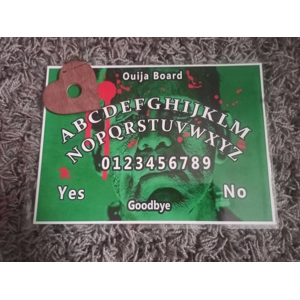 Ouija Board
ABCDEFGHIJKLM
NOPQRSTUVWXYZ
0123456789
Yes No
Goodbye